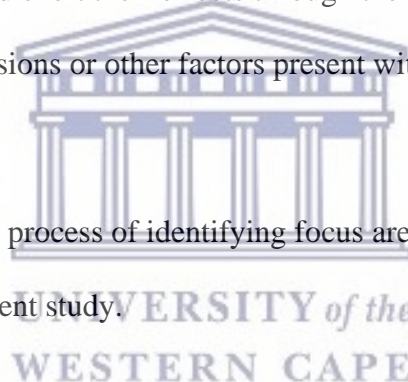 sions or other factors present wit
process of identifying focus are
ent study.
UNIVERSITY of the
WESTERN CAPE